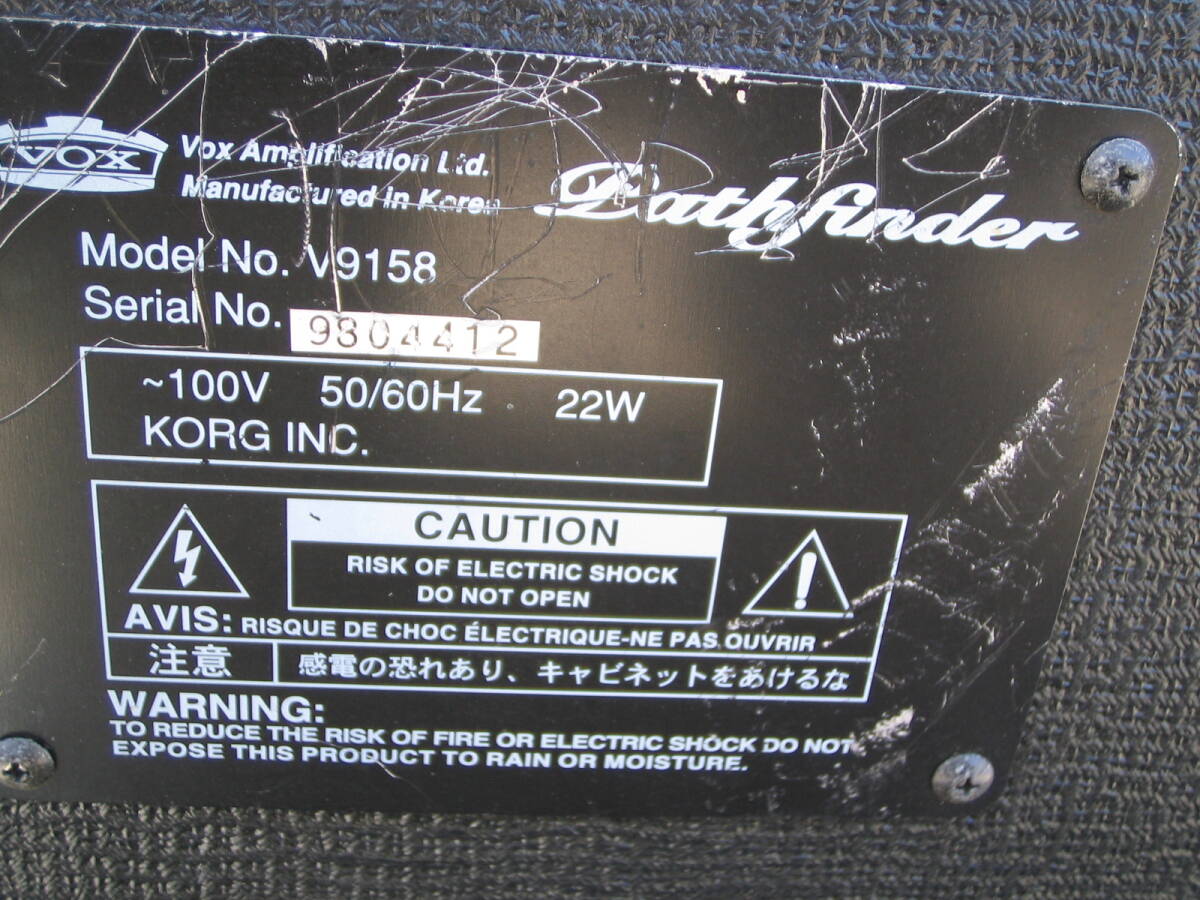 VOX
Vox Amplification Ltd.
Manufactured in Korea
Pathfinder
Model No. V9158
Serial No. 9804412
~100V 50/60Hz 22W
KORG INC.
CAUTION
RISK OF ELECTRIC SHOCK
DO NOT OPEN
AVIS: RISQUE DE CHOC ÉLECTRIQUE-NE PAS OUVRIR
注意 感電の恐れあり、キャビネットをあけるな
WARNING:
TO REDUCE THE RISK OF FIRE OR ELECTRIC SHOCK DO NOT
EXPOSE THIS PRODUCT TO RAIN OR MOISTURE.